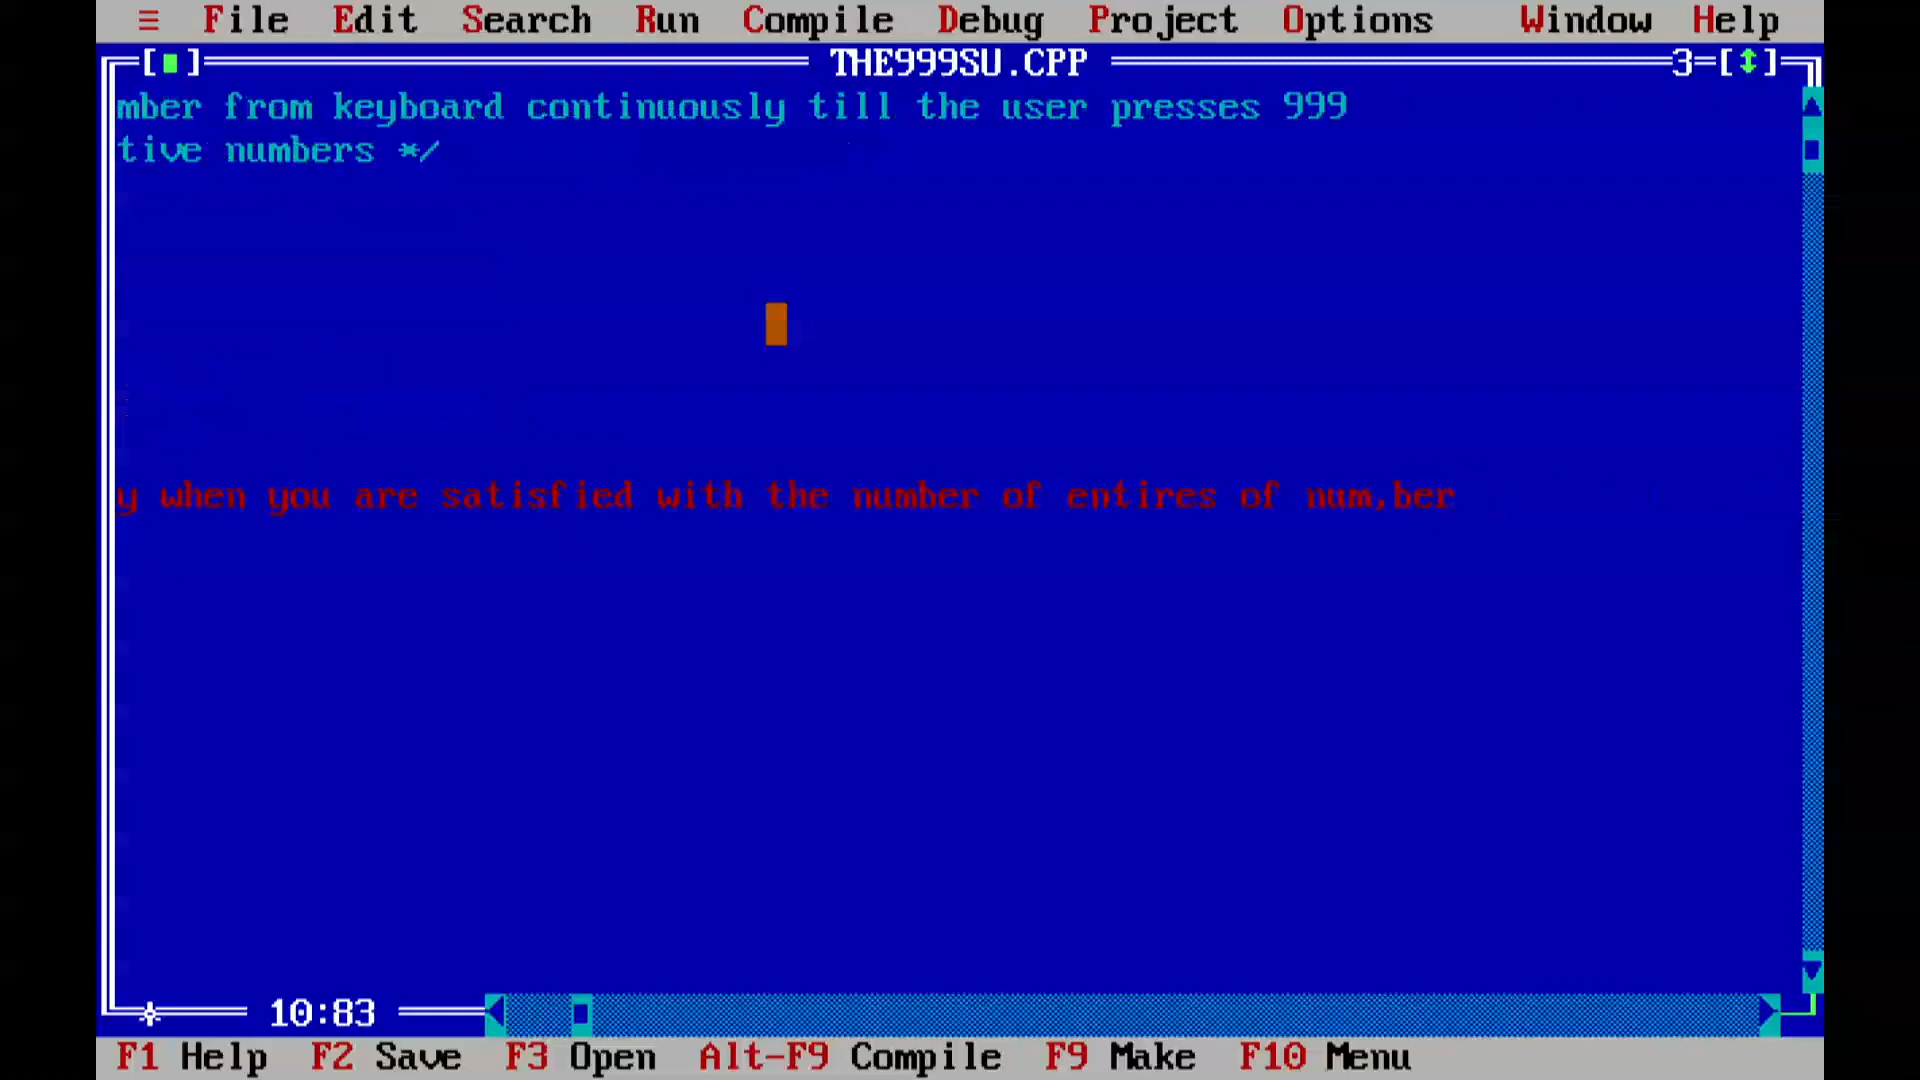 ≡ File Edit Search Run Compile Debug Project Options Window Help
[■] THE999SU.CPP 3=[↕]
mber from keyboard continuously till the user presses 999
tive numbers */
y when you are satisfied with the number of entires of num,ber
10:83
F1 Help F2 Save F3 Open Alt-F9 Compile F9 Make F10 Menu